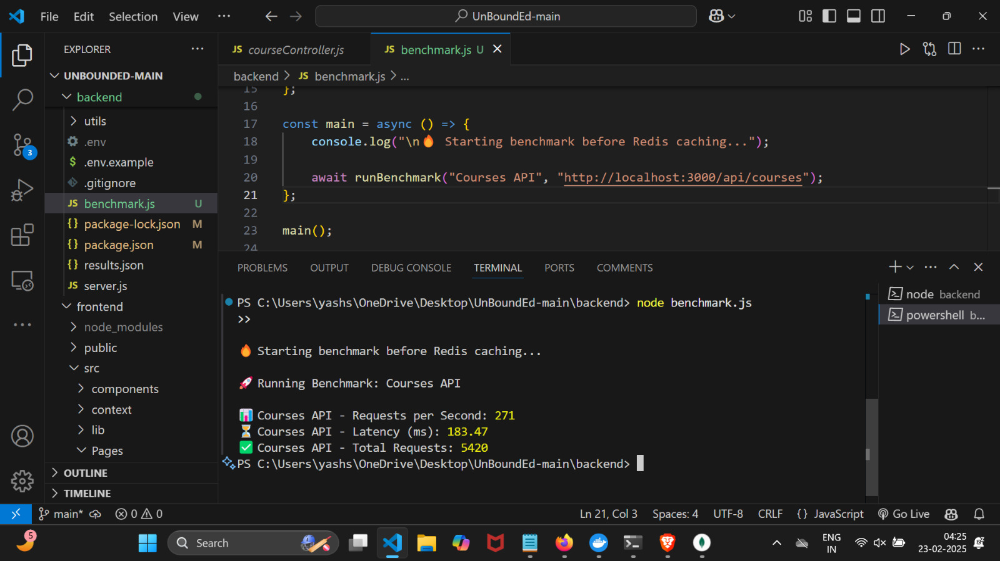 File Edit Selection View ··· UnBoundEd-main
EXPLORER ···
UNBOUNDED-MAIN
backend
utils
.env
$ .env.example
.gitignore
JS benchmark.js U
{} package-lock.json M
{} package.json M
{} results.json
JS server.js
frontend
node_modules
public
src
components
context
lib
Pages
OUTLINE
TIMELINE
3
JS courseController.js JS benchmark.js U
backend > JS benchmark.js > ...
15 };
16
17 const main = async () => {
18 console.log("\n🔥 Starting benchmark before Redis caching...");
19
20 await runBenchmark("Courses API", "http://localhost:3000/api/courses");
21 };
22
23 main();
24
PROBLEMS OUTPUT DEBUG CONSOLE TERMINAL PORTS COMMENTS
PS C:\Users\yashs\OneDrive\Desktop\UnBoundEd-main\backend> node benchmark.js
>>
🔥 Starting benchmark before Redis caching...
🚀 Running Benchmark: Courses API
📊 Courses API - Requests per Second: 271
⏳ Courses API - Latency (ms): 183.47
✅ Courses API - Total Requests: 5420
PS C:\Users\yashs\OneDrive\Desktop\UnBoundEd-main\backend>
node backend
powershell b...
main* 0 0 Ln 21, Col 3 Spaces: 4 UTF-8 CRLF {} JavaScript Go Live
5 Search ENG IN 04:25 23-02-2025